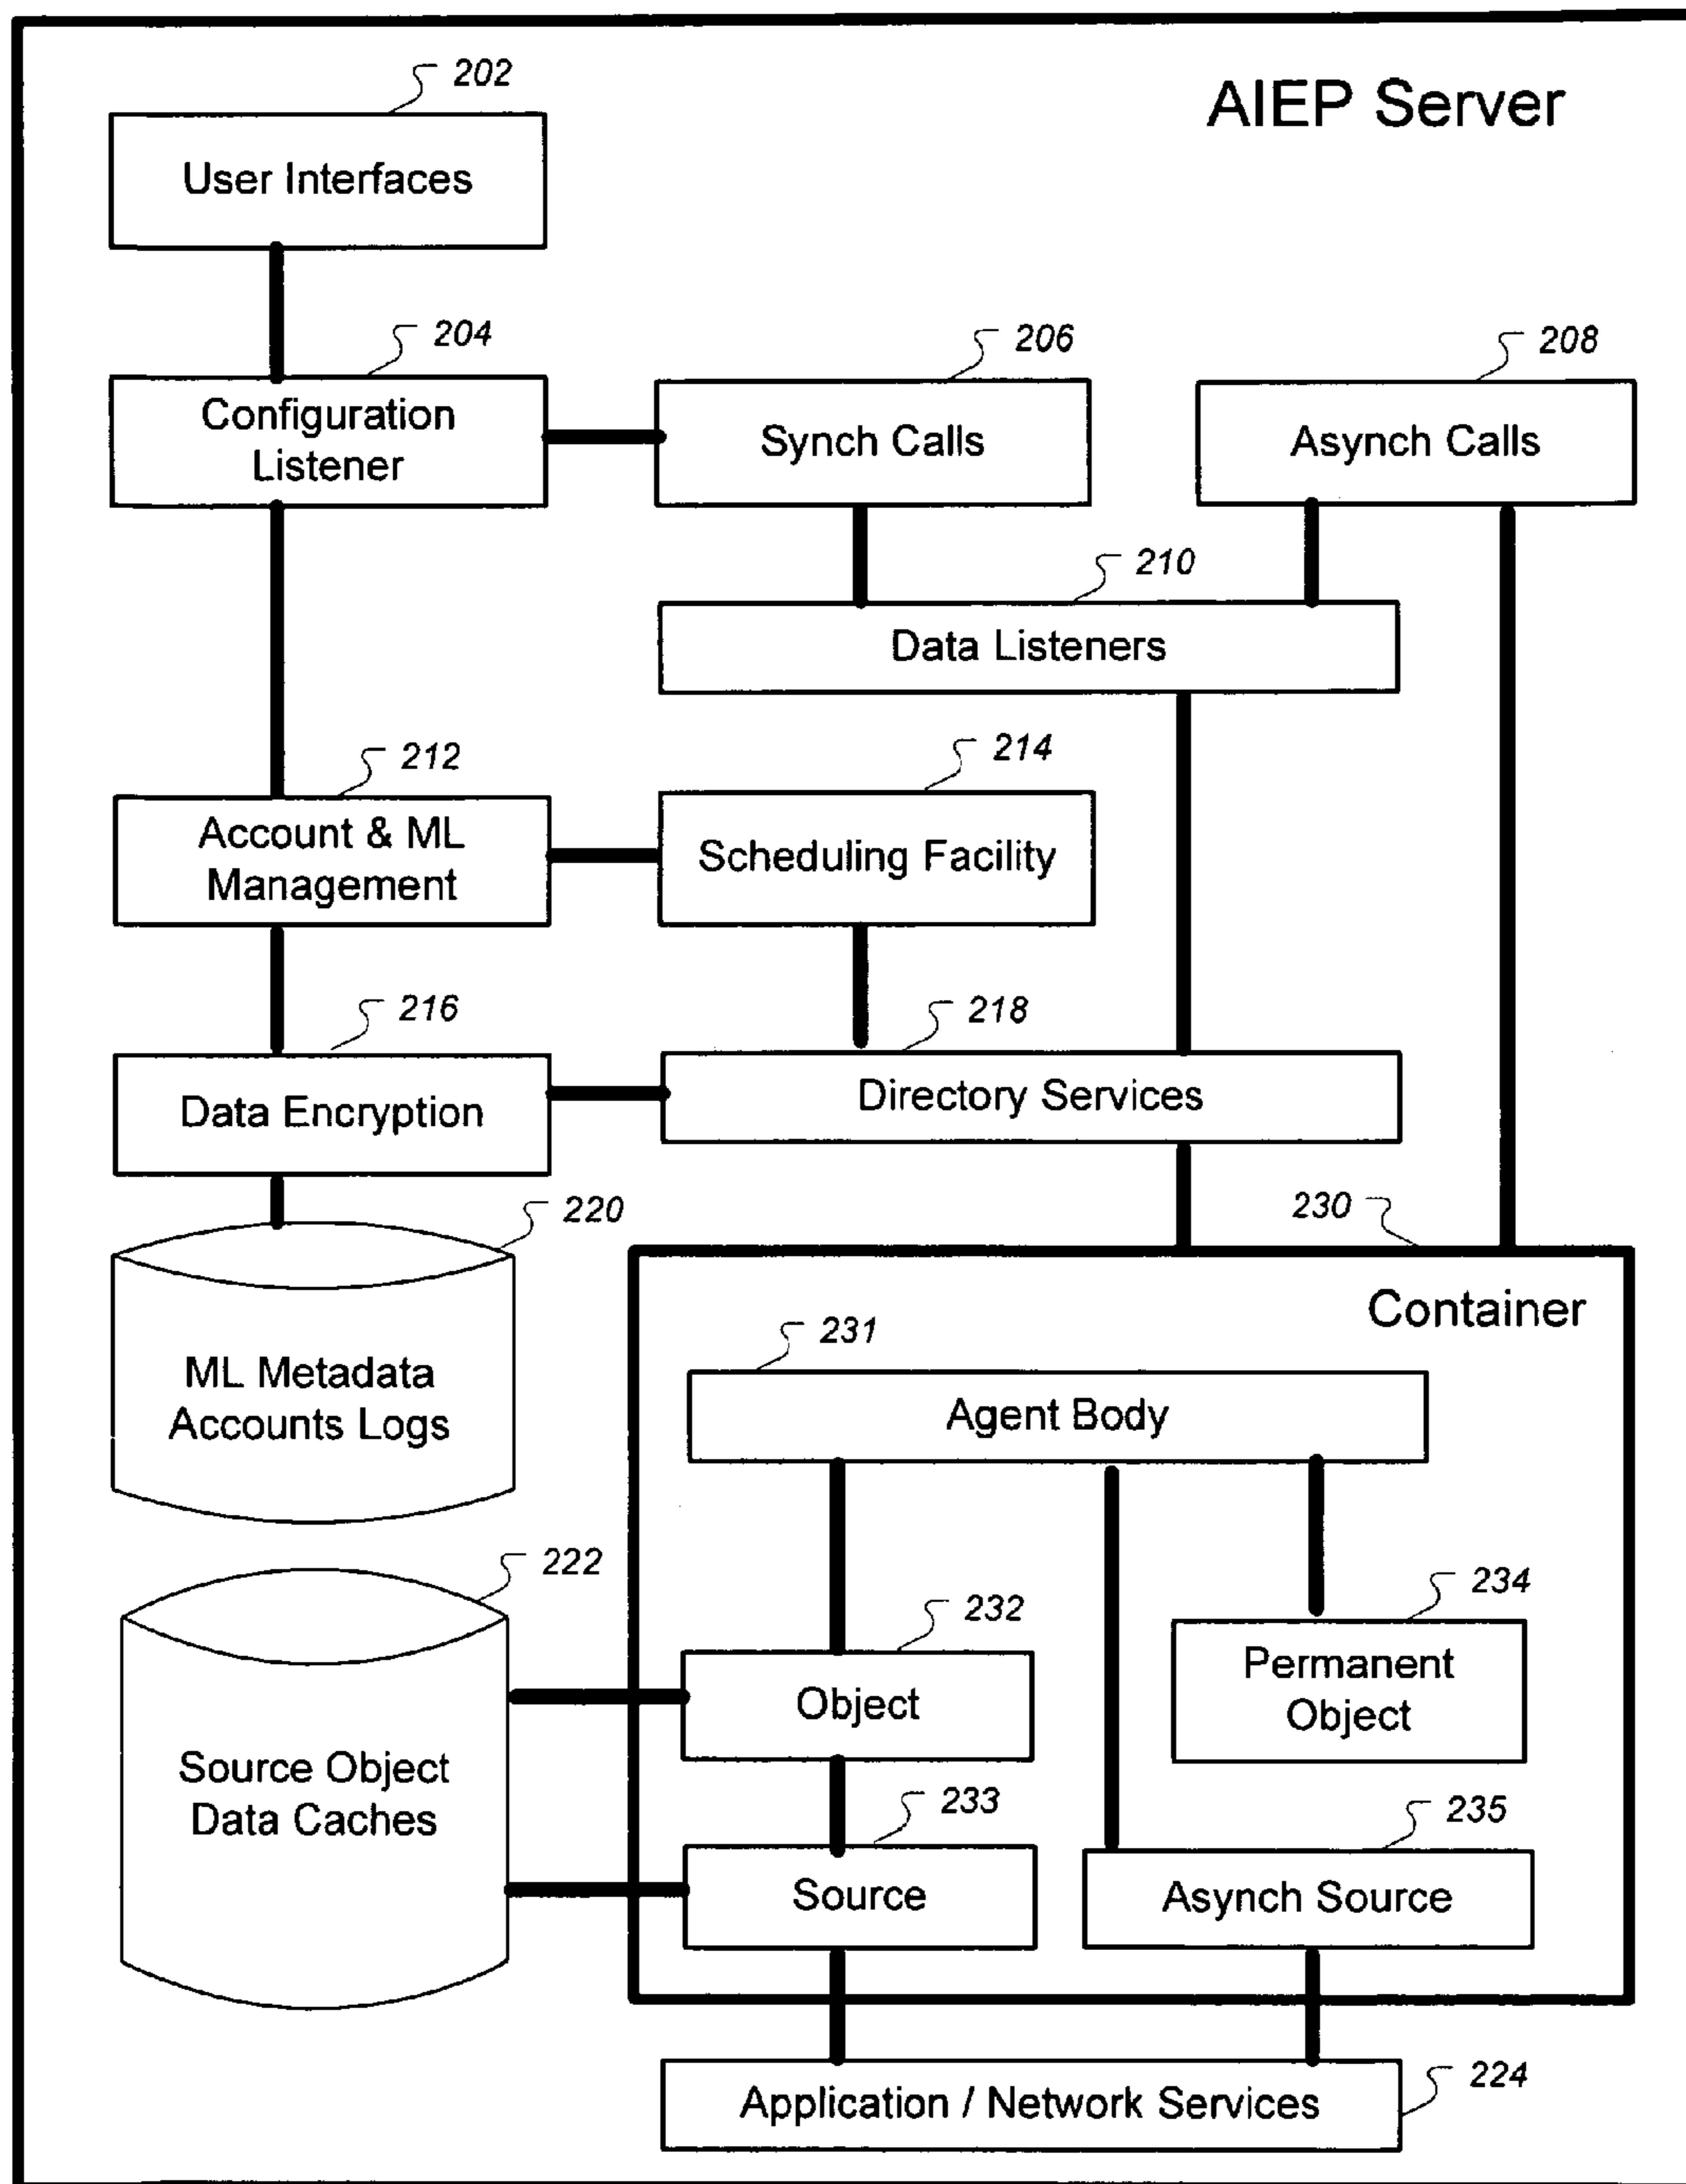 AIEP Server
202
User Interfaces
204
Configuration
Listener
206
Synch Calls
208
Asynch Calls
210
Data Listeners
212
Account & ML
Management
214
Scheduling Facility
216
Data Encryption
218
Directory Services
220
ML Metadata
Accounts Logs
230
Container
231
Agent Body
222
Source Object
Data Caches
232
Object
234
Permanent
Object
233
Source
235
Asynch Source
224
Application / Network Services